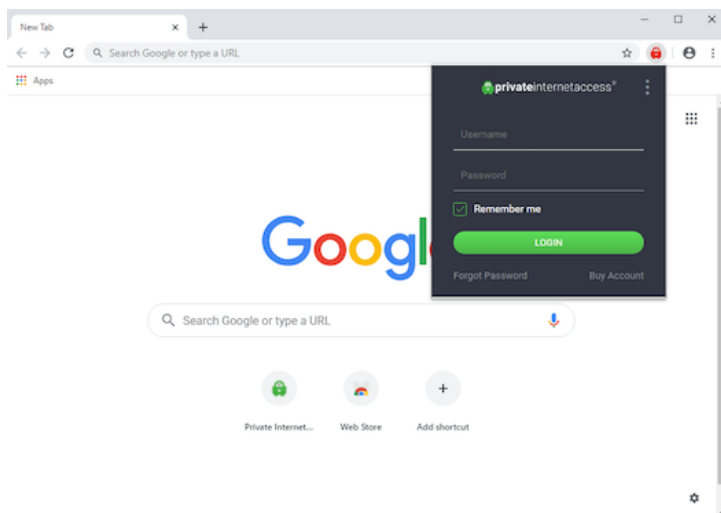 New Tab
Search Google or type a URL
Apps
privateinternetaccess®
Username
Password
Remember me
LOGIN
Forgot Password
Buy Account
Googl
Search Google or type a URL
Private Internet...
Web Store
Add shortcut